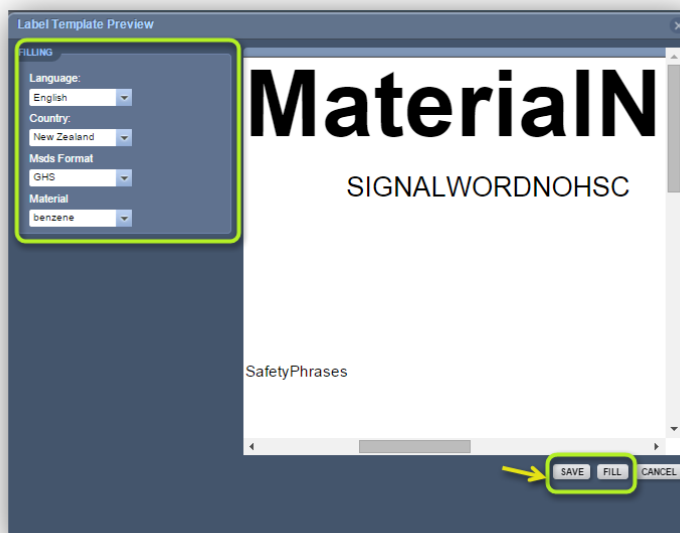 Label Template Preview
FILLING
Language:
English
Country:
New Zealand
Msds Format
GHS
Material
benzene
MaterialN
SIGNALWORDNOHSC
SafetyPhrases
SAVE FILL CANCEL